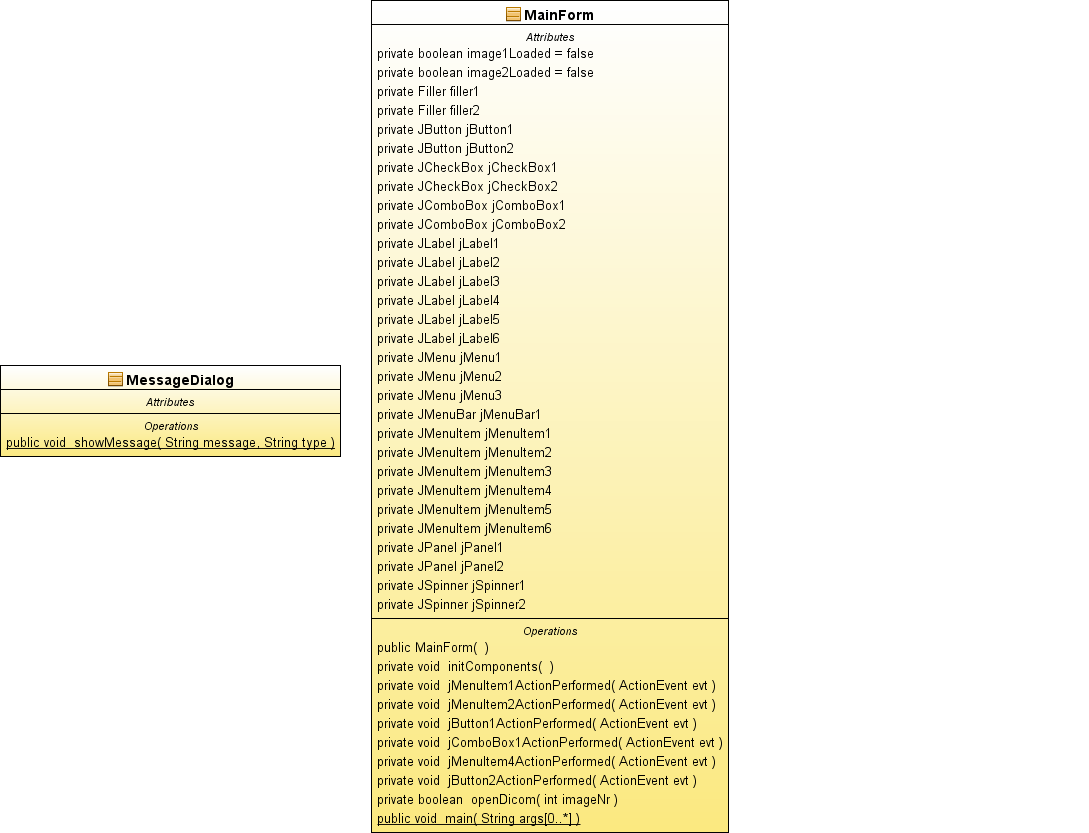 MessageDialog
Attributes
Operations
public void showMessage( String message, String type )
MainForm
Attributes
private boolean image1Loaded = false
private boolean image2Loaded = false
private Filler filler1
private Filler filler2
private JButton jButton1
private JButton jButton2
private JCheckBox jCheckBox1
private JCheckBox jCheckBox2
private JComboBox jComboBox1
private JComboBox jComboBox2
private JLabel jLabel1
private JLabel jLabel2
private JLabel jLabel3
private JLabel jLabel4
private JLabel jLabel5
private JLabel jLabel6
private JMenu jMenu1
private JMenu jMenu2
private JMenu jMenu3
private JMenuBar jMenuBar1
private JMenuItem jMenuItem1
private JMenuItem jMenuItem2
private JMenuItem jMenuItem3
private JMenuItem jMenuItem4
private JMenuItem jMenuItem5
private JMenuItem jMenuItem6
private JPanel jPanel1
private JPanel jPanel2
private JSpinner jSpinner1
private JSpinner jSpinner2
Operations
public MainForm( )
private void initComponents( )
private void jMenuItem1ActionPerformed( ActionEvent evt )
private void jMenuItem2ActionPerformed( ActionEvent evt )
private void jButton1ActionPerformed( ActionEvent evt )
private void jComboBox1ActionPerformed( ActionEvent evt )
private void jMenuItem4ActionPerformed( ActionEvent evt )
private void jButton2ActionPerformed( ActionEvent evt )
private boolean openDicom( int imageNr )
public void main( String args[0..*] )